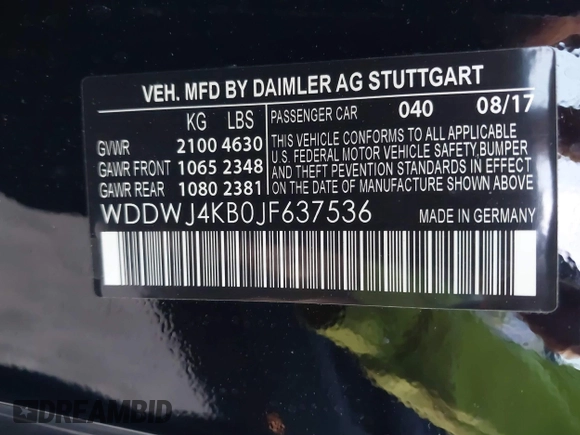 VEH. MFD BY DAIMLER AG STUTTGART
KG LBS PASSENGER CAR 040 08/17
GVWR 2100 4630
GAWR FRONT 1065 2348
GAWR REAR 1080 2381
THIS VEHICLE CONFORMS TO ALL APPLICABLE
U.S. FEDERAL MOTOR VEHICLE SAFETY, BUMPER
AND THEFT PREVENTION STANDARDS IN EFFECT
ON DATE OF MANUFACTURE SHOWN ABOVE
WDDWJ4KB0JF637536 MADE IN GERMANY
DREAMBID